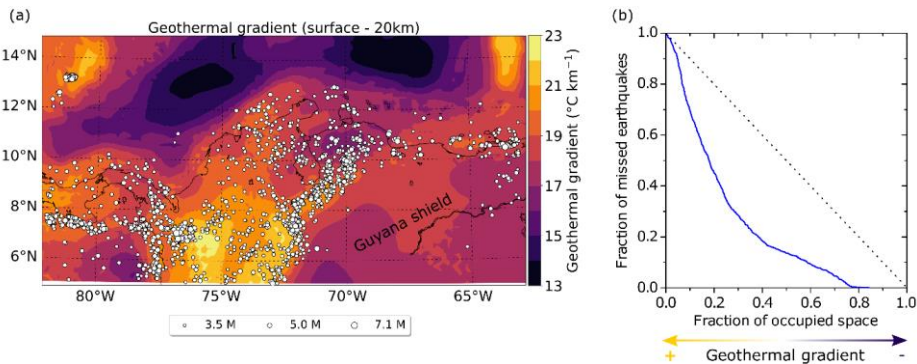 (a)
Geothermal gradient (surface - 20km)
14°N
12°N
10°N
8°N
6°N
80°W
75°W
70°W
65°W
Guyana shield
23
21
19
17
15
13
Geothermal gradient (°C km⁻¹)
3.5 M
5.0 M
7.1 M
(b)
1.0
0.8
0.6
0.4
0.2
0.0
Fraction of missed earthquakes
0.0
0.2
0.4
0.6
0.8
1.0
Fraction of occupied space
+ Geothermal gradient -